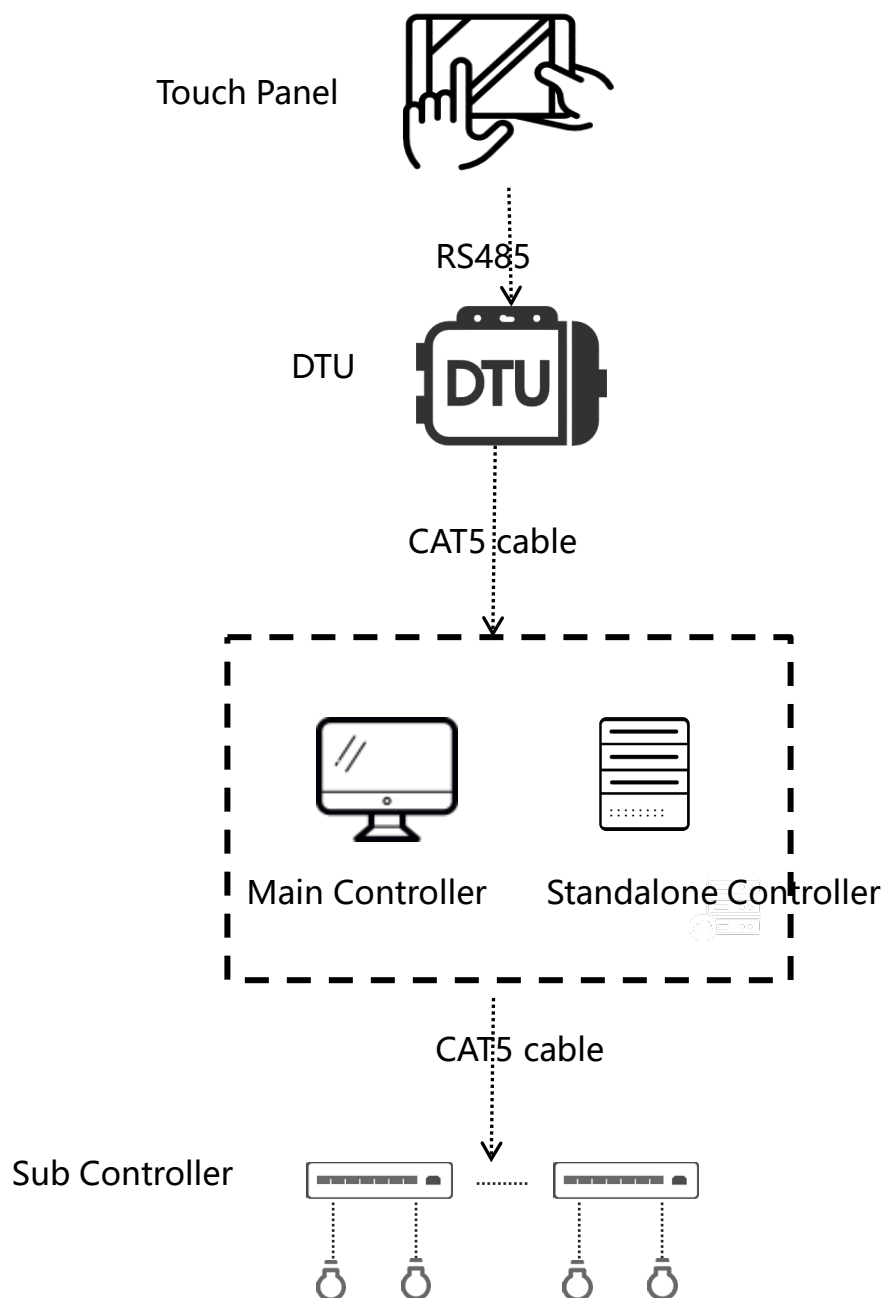 Touch Panel
RS485
DTU
DTU
CAT5 cable
Main Controller
Standalone Controller
CAT5 cable
Sub Controller